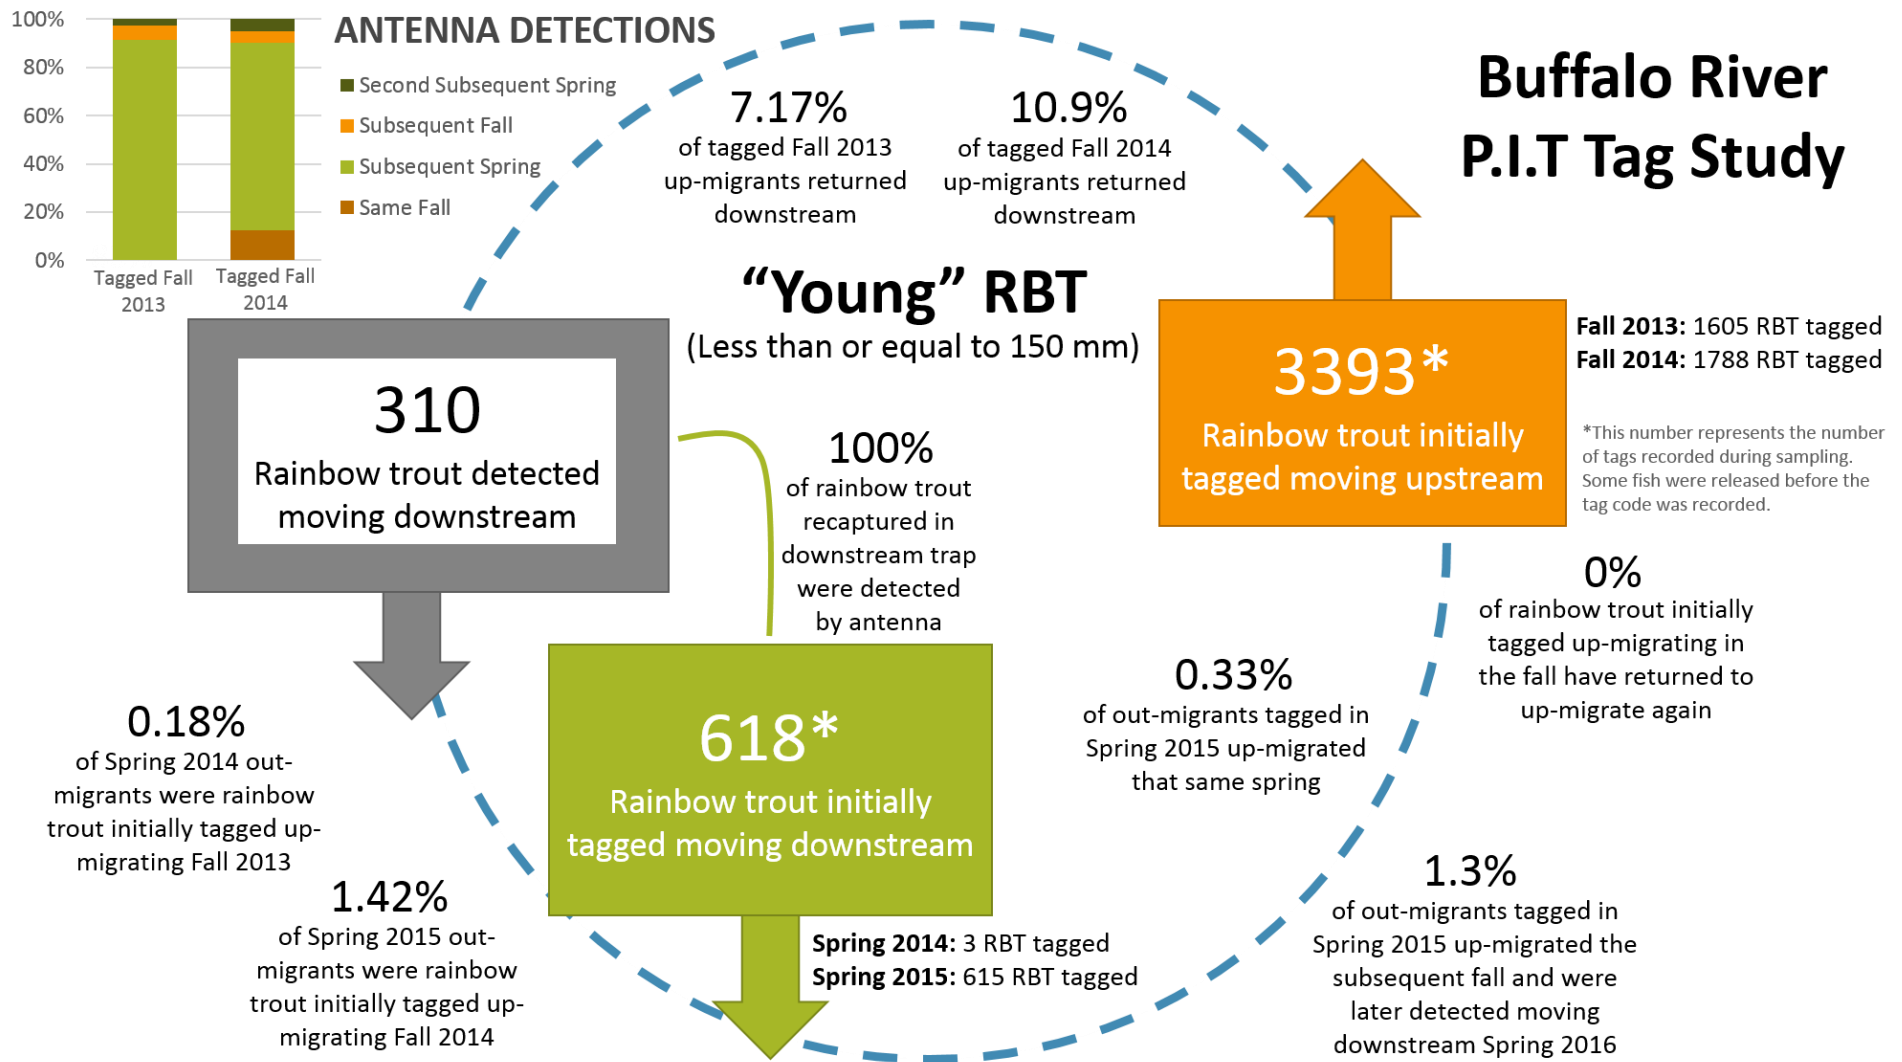 100%
80%
60%
40%
20%
0%
Tagged Fall
2013
Tagged Fall
2014
ANTENNA DETECTIONS
Second Subsequent Spring
Subsequent Fall
Subsequent Spring
Same Fall
7.17%
of tagged Fall 2013
up-migrants returned
downstream
10.9%
of tagged Fall 2014
up-migrants returned
downstream
Buffalo River
P.I.T Tag Study
"Young" RBT
(Less than or equal to 150 mm)
310
Rainbow trout detected
moving downstream
100%
of rainbow trout
recaptured in
downstream trap
were detected
by antenna
3393*
Rainbow trout initially
tagged moving upstream
Fall 2013: 1605 RBT tagged
Fall 2014: 1788 RBT tagged
*This number represents the number
of tags recorded during sampling.
Some fish were released before the
tag code was recorded.
0%
of rainbow trout initially
tagged up-migrating in
the fall have returned to
up-migrate again
0.33%
of out-migrants tagged in
Spring 2015 up-migrated
that same spring
618*
Rainbow trout initially
tagged moving downstream
0.18%
of Spring 2014 out-
migrants were rainbow
trout initially tagged up-
migrating Fall 2013
1.42%
of Spring 2015 out-
migrants were rainbow
trout initially tagged up-
migrating Fall 2014
Spring 2014: 3 RBT tagged
Spring 2015: 615 RBT tagged
1.3%
of out-migrants tagged in
Spring 2015 up-migrated the
subsequent fall and were
later detected moving
downstream Spring 2016